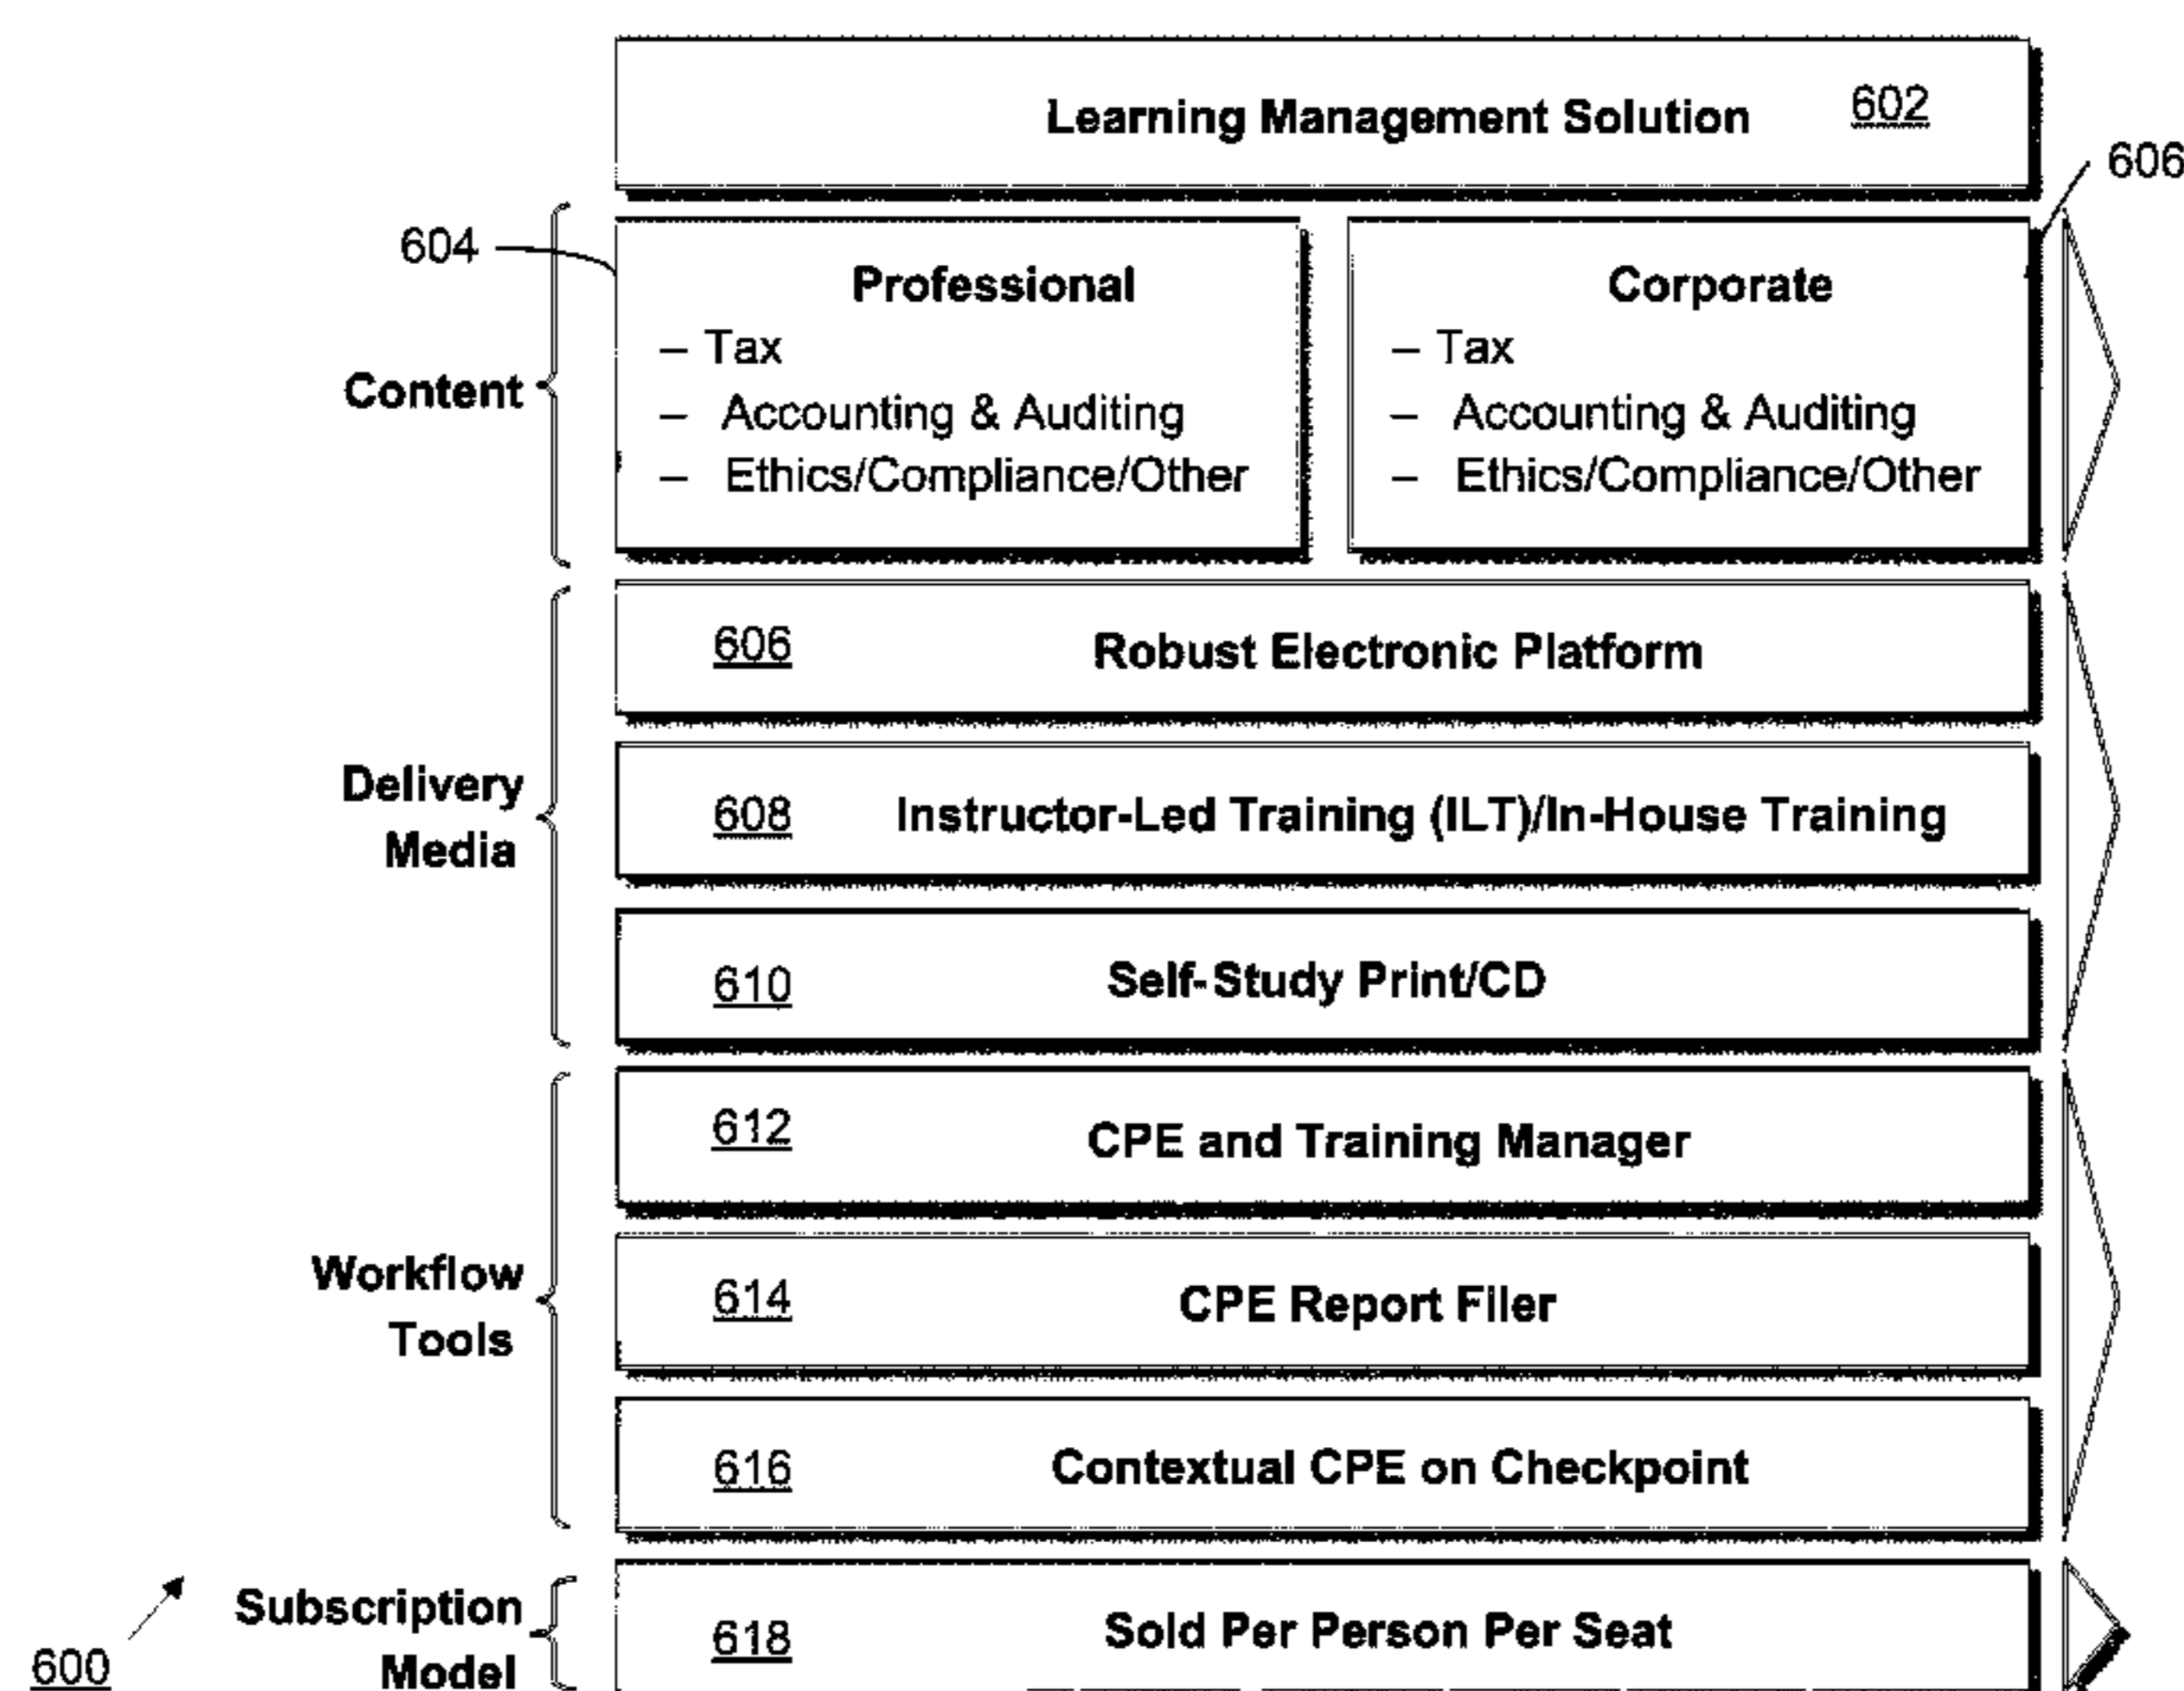 Learning Management Solution 602
606
604
Content
Professional
– Tax
– Accounting & Auditing
– Ethics/Compliance/Other
Corporate
– Tax
– Accounting & Auditing
– Ethics/Compliance/Other
Delivery
Media
606 Robust Electronic Platform
608 Instructor-Led Training (ILT)/In-House Training
610 Self-Study Print/CD
Workflow
Tools
612 CPE and Training Manager
614 CPE Report Filer
616 Contextual CPE on Checkpoint
Subscription
Model
618 Sold Per Person Per Seat
600